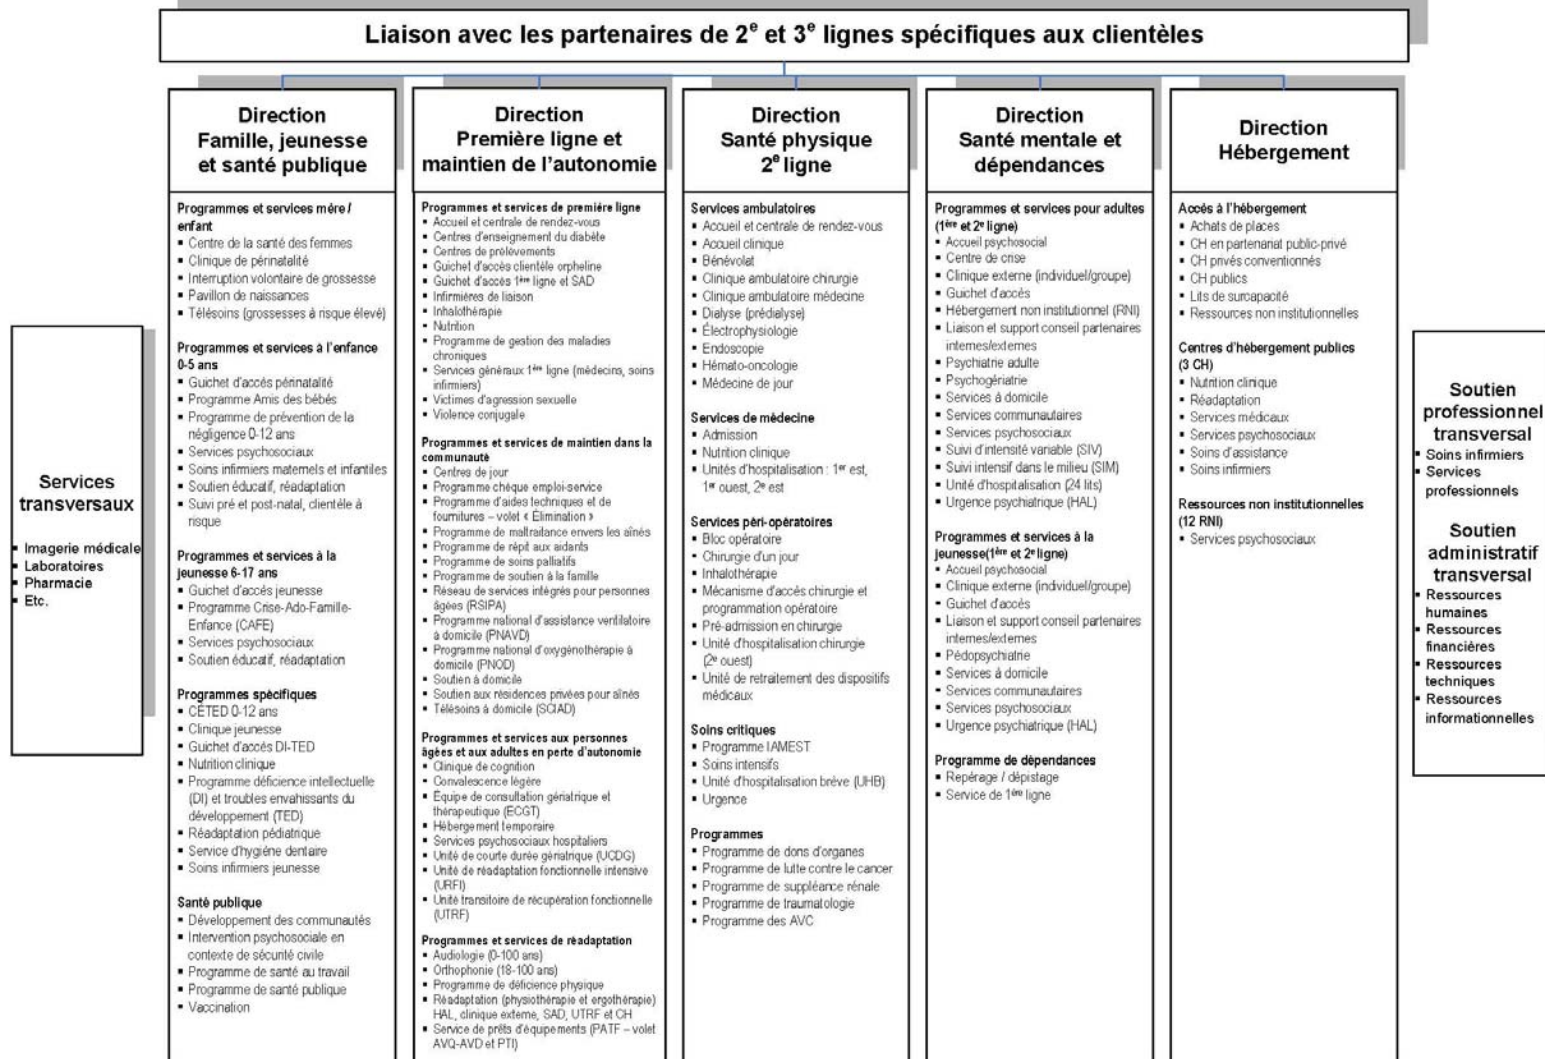 Liaison avec les partenaires de 2e et 3e lignes spécifiques aux clientèles
Services
transversaux
▪ Imagerie médicale
▪ Laboratoires
▪ Pharmacie
▪ Etc.
Direction
Famille, jeunesse
et santé publique
Programmes et services mère /
enfant
▪ Centre de la santé des femmes
▪ Clinique de périnatalité
▪ Interruption volontaire de grossesse
▪ Pavillon de naissances
▪ Télésoins (grossesses à risque élevé)
Programmes et services à l'enfance
0-5 ans
▪ Guichet d'accès périnatalité
▪ Programme Amis des bébés
▪ Programme de prévention de la
négligence 0-12 ans
▪ Services psychosociaux
▪ Soins infirmiers maternels et infantiles
▪ Soutien éducatif, réadaptation
▪ Suivi pré et post-natal, clientèle à
risque
Programmes et services à la
jeunesse 6-17 ans
▪ Guichet d'accès jeunesse
▪ Programme Crise-Ado-Famille-
Enfance (CAFE)
▪ Services psychosociaux
▪ Soutien éducatif, réadaptation
Programmes spécifiques
▪ CÉTED 0-12 ans
▪ Clinique jeunesse
▪ Guichet d'accès DI-TED
▪ Nutrition clinique
▪ Programme déficience intellectuelle
(DI) et troubles envahissants du
développement (TED)
▪ Réadaptation pédiatrique
▪ Service d'hygiène dentaire
▪ Soins infirmiers jeunesse
Santé publique
▪ Développement des communautés
▪ Intervention psychosociale en
contexte de sécurité civile
▪ Programme de santé au travail
▪ Programme de santé publique
▪ Vaccination
Direction
Première ligne et
maintien de l'autonomie
Programmes et services de première ligne
▪ Accueil et centrale de rendez-vous
▪ Centres d'enseignement du diabète
▪ Centres de prélèvements
▪ Guichet d'accès clientèle orpheline
▪ Guichet d'accès 1ère ligne et SAD
▪ Infirmières de liaison
▪ Inhalothérapie
▪ Nutrition
▪ Programme de gestion des maladies
chroniques
▪ Services généraux 1ère ligne (médecins, soins
infirmiers)
▪ Victimes d'agression sexuelle
▪ Violence conjugale
Programmes et services de maintien dans la
communauté
▪ Centres de jour
▪ Programme chèque emploi-service
▪ Programme d'aides techniques et de
fournitures – volet « Élimination »
▪ Programme de maltraitance envers les aînés
▪ Programme de répit aux aidants
▪ Programme de soins palliatifs
▪ Programme de soutien à la famille
▪ Réseau de services intégrés pour personnes
âgées (RSIPA)
▪ Programme national d'assistance ventilatoire
à domicile (PNAVD)
▪ Programme national d'oxygénothérapie à
domicile (PNOD)
▪ Soutien à domicile
▪ Soutien aux résidences privées pour aînés
▪ Télésoins à domicile (SCIAD)
Programmes et services aux personnes
âgées et aux adultes en perte d'autonomie
▪ Clinique de cognition
▪ Convalescence légère
▪ Équipe de consultation gériatrique et
thérapeutique (ECGT)
▪ Hébergement temporaire
▪ Services psychosociaux hospitaliers
▪ Unité de courte durée gériatrique (UCDG)
▪ Unité de réadaptation fonctionnelle intensive
(URFI)
▪ Unité transitoire de récupération fonctionnelle
(UTRF)
Programmes et services de réadaptation
▪ Audiologie (0-100 ans)
▪ Orthophonie (18-100 ans)
▪ Programme de déficience physique
▪ Réadaptation (physiothérapie et ergothérapie)
HAL, clinique externe, SAD, UTRF et CH
▪ Service de prêts d'équipements (PATF – volet
AVQ-AVD et PTI)
Direction
Santé physique
2e ligne
Services ambulatoires
▪ Accueil et centrale de rendez-vous
▪ Accueil clinique
▪ Bénévolat
▪ Clinique ambulatoire chirurgie
▪ Clinique ambulatoire médecine
▪ Dialyse (prédialyse)
▪ Électrophysiologie
▪ Endoscopie
▪ Hémato-oncologie
▪ Médecine de jour
Services de médecine
▪ Admission
▪ Nutrition clinique
▪ Unités d'hospitalisation : 1er est,
1er ouest, 2e est
Services péri-opératoires
▪ Bloc opératoire
▪ Chirurgie d'un jour
▪ Inhalothérapie
▪ Mécanisme d'accès chirurgie et
programmation opératoire
▪ Pré-admission en chirurgie
▪ Unité d'hospitalisation chirurgie
(2e ouest)
▪ Unité de retraitement des dispositifs
médicaux
Soins critiques
▪ Programme IAMEST
▪ Soins intensifs
▪ Unité d'hospitalisation brève (UHB)
▪ Urgence
Programmes
▪ Programme de dons d'organes
▪ Programme de lutte contre le cancer
▪ Programme de suppléance rénale
▪ Programme de traumatologie
▪ Programme des AVC
Direction
Santé mentale et
dépendances
Programmes et services pour adultes
(1ère et 2e ligne)
▪ Accueil psychosocial
▪ Centre de crise
▪ Clinique externe (individuel/groupe)
▪ Guichet d'accès
▪ Hébergement non institutionnel (RNI)
▪ Liaison et support conseil partenaires
internes/externes
▪ Psychiatrie adulte
▪ Psychogériatrie
▪ Services à domicile
▪ Services communautaires
▪ Services psychosociaux
▪ Suivi d'intensité variable (SIV)
▪ Suivi intensif dans le milieu (SIM)
▪ Unité d'hospitalisation (24 lits)
▪ Urgence psychiatrique (HAL)
Programmes et services à la
jeunesse(1ère et 2e ligne)
▪ Accueil psychosocial
▪ Clinique externe (individuel/groupe)
▪ Guichet d'accès
▪ Liaison et support conseil partenaires
internes/externes
▪ Pédopsychiatrie
▪ Services à domicile
▪ Services communautaires
▪ Services psychosociaux
▪ Urgence psychiatrique (HAL)
Programme de dépendances
▪ Repérage / dépistage
▪ Service de 1ère ligne
Direction
Hébergement
Accès à l'hébergement
▪ Achats de places
▪ CH en partenariat public-privé
▪ CH privés conventionnés
▪ CH publics
▪ Lits de surcapacité
▪ Ressources non institutionnelles
Centres d'hébergement publics
(3 CH)
▪ Nutrition clinique
▪ Réadaptation
▪ Services médicaux
▪ Services psychosociaux
▪ Soins d'assistance
▪ Soins infirmiers
Ressources non institutionnelles
(12 RNI)
▪ Services psychosociaux
Soutien
professionnel
transversal
▪ Soins infirmiers
▪ Services
professionnels
Soutien
administratif
transversal
▪ Ressources
humaines
▪ Ressources
financières
▪ Ressources
techniques
▪ Ressources
informationnelles